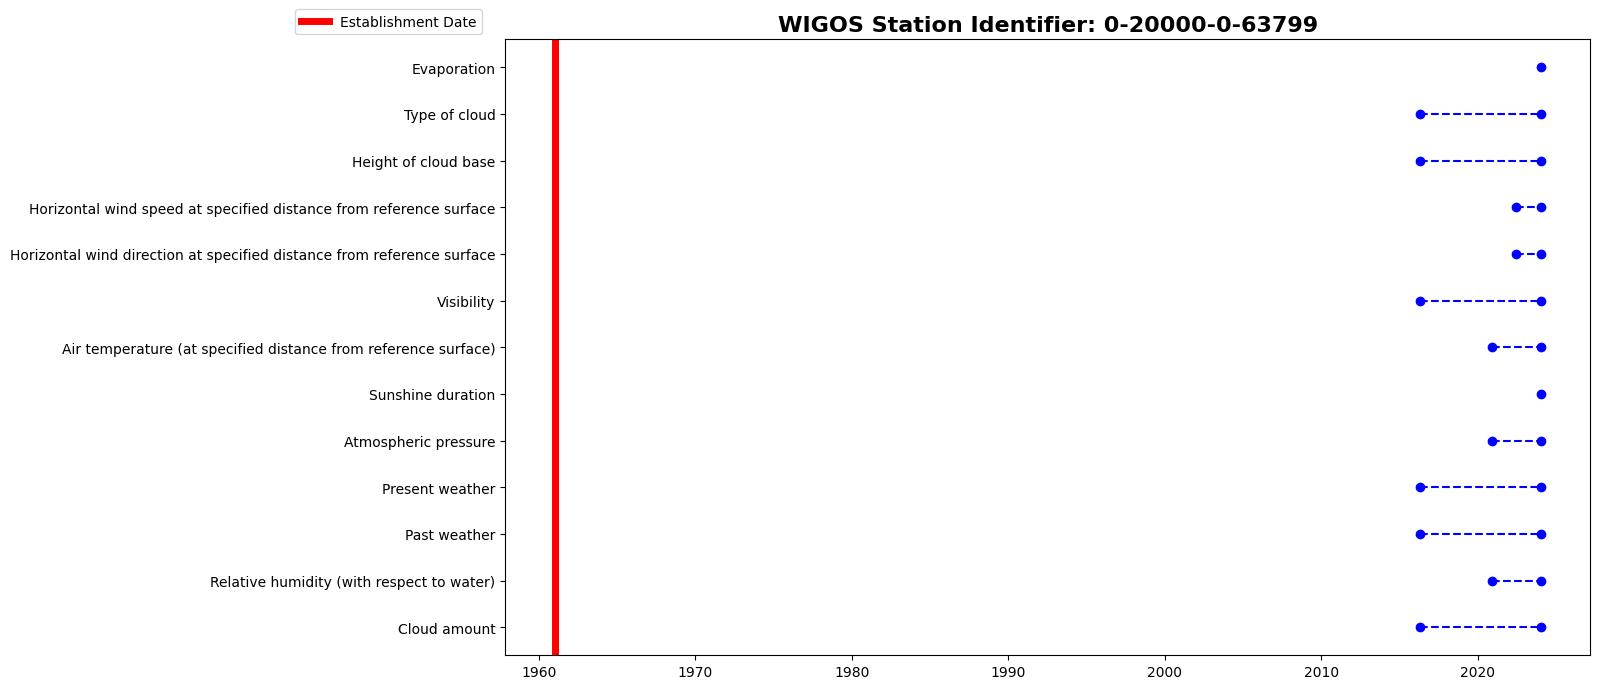 Establishment Date
WIGOS Station Identifier: 0-20000-0-63799
Evaporation
Type of cloud
Height of cloud base
Horizontal wind speed at specified distance from reference surface
Horizontal wind direction at specified distance from reference surface
Visibility
Air temperature (at specified distance from reference surface)
Sunshine duration
Atmospheric pressure
Present weather
Past weather
Relative humidity (with respect to water)
Cloud amount
1960 1970 1980 1990 2000 2010 2020